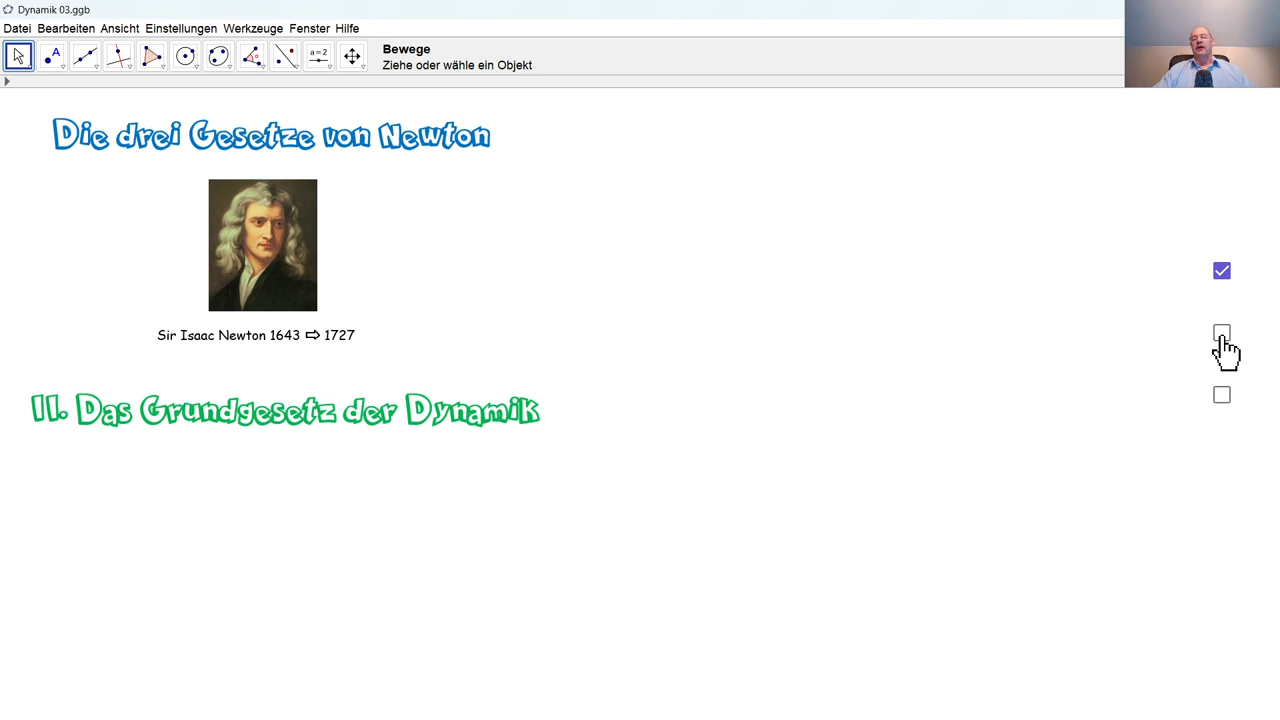 Dynamik 03.ggb
Datei Bearbeiten Ansicht Einstellungen Werkzeuge Fenster Hilfe
A
a=2
Bewege
Ziehe oder wähle ein Objekt
Die drei Gesetze von Newton
Sir Isaac Newton 1643 ⇨ 1727
II. Das Grundgesetz der Dynamik